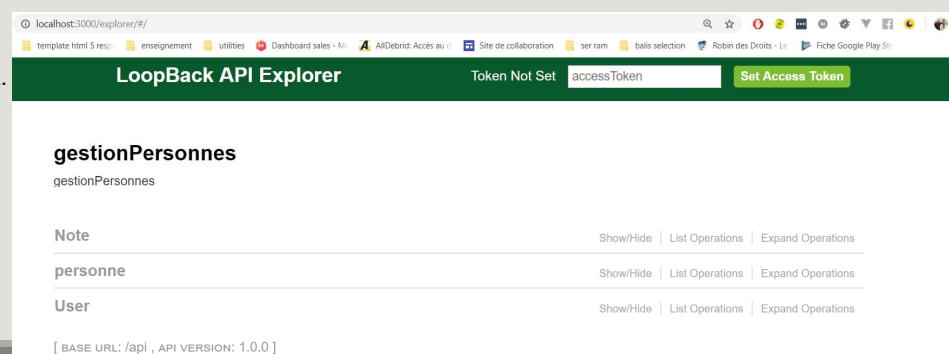 localhost:3000/explorer/#/
template html 5 resp enseignement utilities Dashboard sales - M AllDebrid: Accès au d Site de collaboration ser ram balis selection Robin des Droits - Le Fiche Google Play St
LoopBack API Explorer Token Not Set accessToken Set Access Token
gestionPersonnes
gestionPersonnes
Note Show/Hide | List Operations | Expand Operations
personne Show/Hide | List Operations | Expand Operations
User Show/Hide | List Operations | Expand Operations
[ BASE URL: /api , API VERSION: 1.0.0 ]